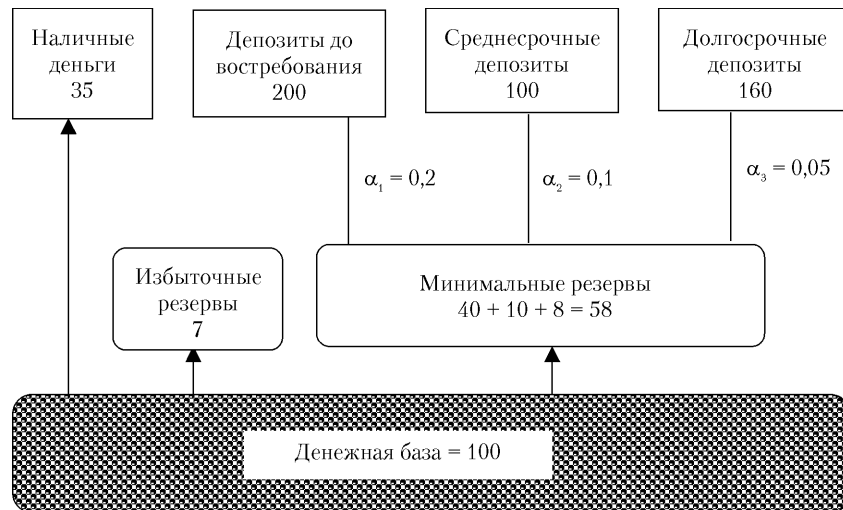 Наличные
деньги
35
Депозиты до
востребования
200
Среднесрочные
депозиты
100
Долгосрочные
депозиты
160
α₁ = 0,2
α₂ = 0,1
α₃ = 0,05
Избыточные
резервы
7
Минимальные резервы
40 + 10 + 8 = 58
Денежная база = 100